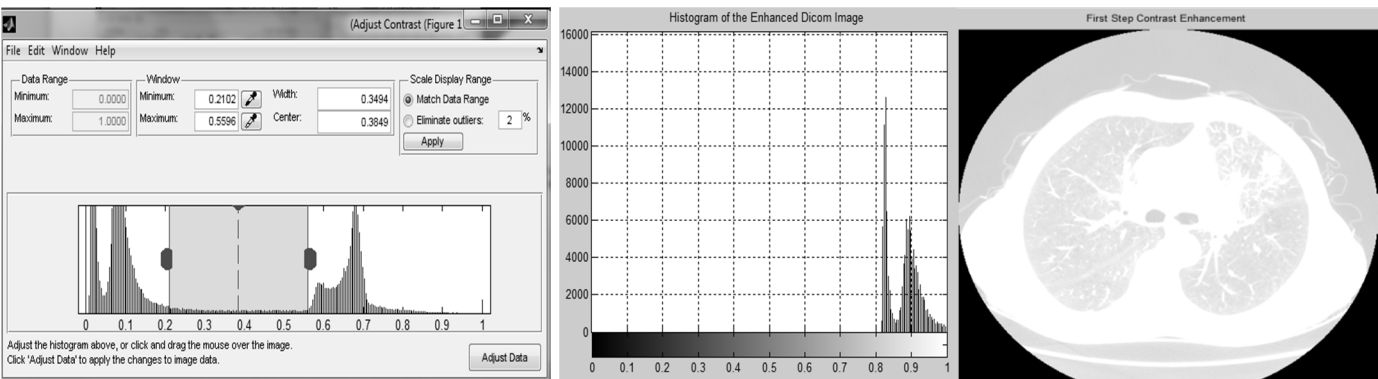 (Adjust Contrast (Figure 1
File Edit Window Help
Data Range
Minimum: 0.0000
Maximum: 1.0000
Window
Minimum: 0.2102
Maximum: 0.5596
Width: 0.3494
Center: 0.3849
Scale Display Range
Match Data Range
Eliminate outliers: 2 %
Apply
0 0.1 0.2 0.3 0.4 0.5 0.6 0.7 0.8 0.9 1
Adjust the histogram above, or click and drag the mouse over the image.
Click 'Adjust Data' to apply the changes to image data.
Adjust Data
Histogram of the Enhanced Dicom Image
16000
14000
12000
10000
8000
6000
4000
2000
0
0 0.1 0.2 0.3 0.4 0.5 0.6 0.7 0.8 0.9 1
First Step Contrast Enhancement